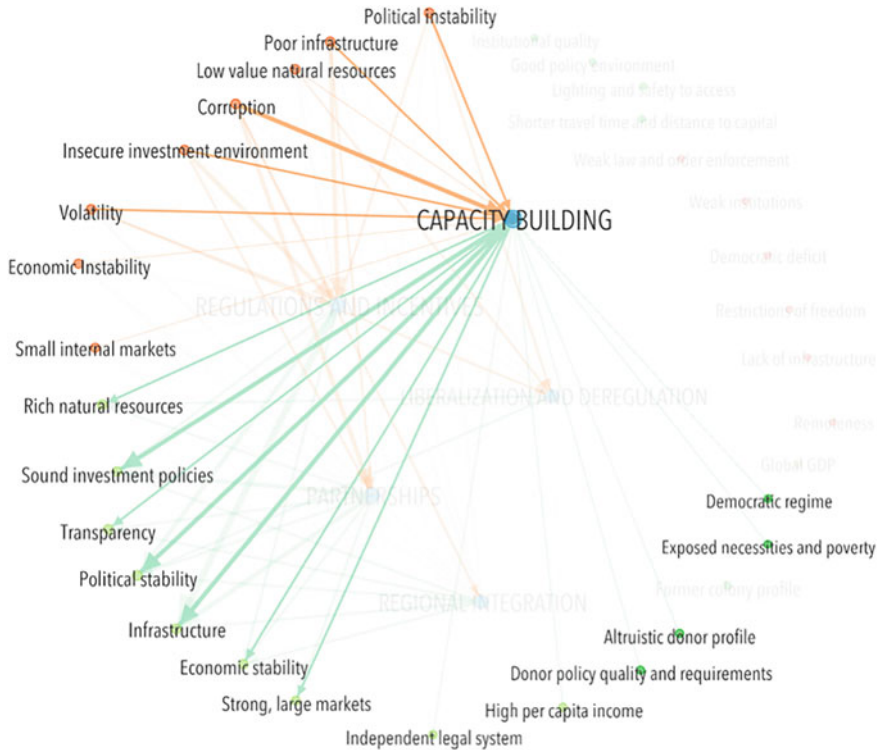 Political instability
Poor infrastructure
Institutional quality
Good policy environment
Low value natural resources
Lighting and safety to access
Corruption
Shorter travel time and distance to capital
Insecure investment environment
Weak law and order enforcement
Weak institutions
Volatility
CAPACITY BUILDING
Democratic deficit
Economic Instability
REGULATIONS AND INCENTIVES
Restrictions of freedom
Small internal markets
Lack of infrastructure
LIBERALIZATION AND DEREGULATION
Rich natural resources
Remoteness
Global GDP
Sound investment policies
PARTNERSHIPS
Democratic regime
Transparency
Exposed necessities and poverty
Political stability
Former colony profile
REGIONAL INTEGRATION
Infrastructure
Altruistic donor profile
Economic stability
Donor policy quality and requirements
Strong, large markets
High per capita income
Independent legal system